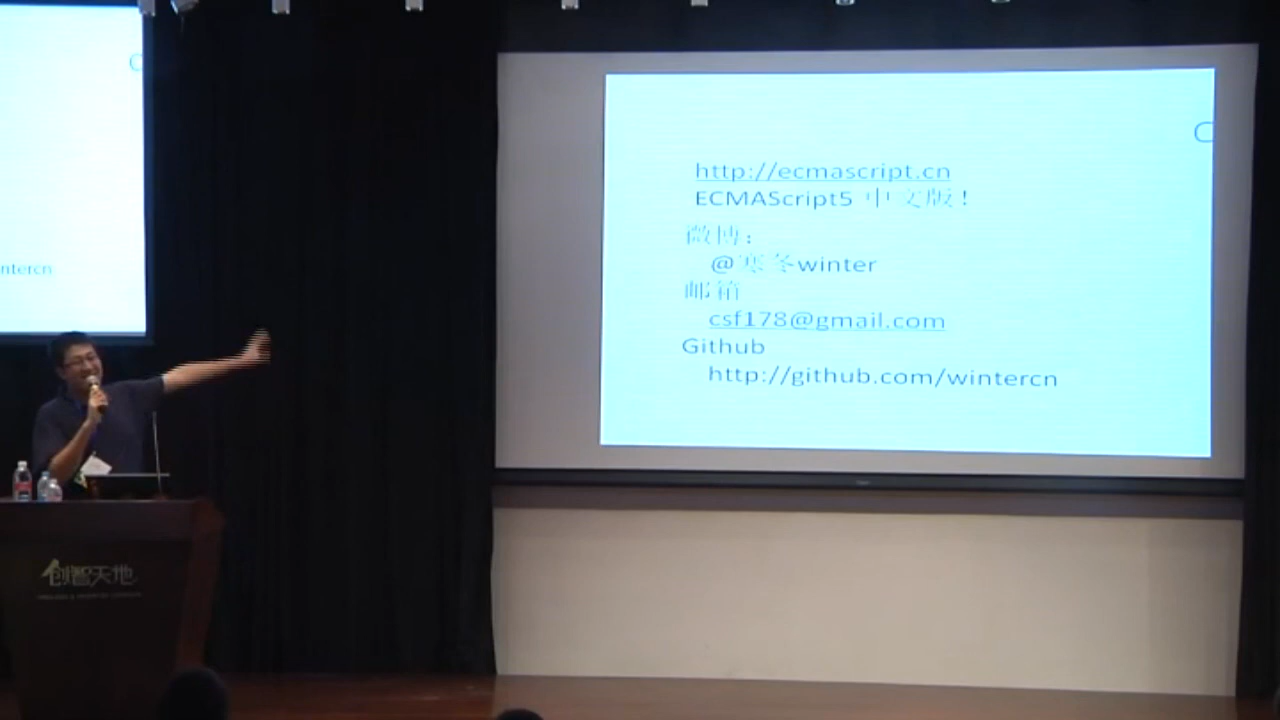 http://ecmascript.cn
ECMAScript5 中文版！
微博：
@寒冬winter
邮箱
csf178@gmail.com
Github
http://github.com/wintercn
C
C
ntercn
创智天地